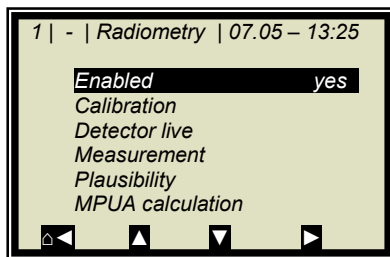 1 | - | Radiometry | 07.05 – 13:25
Enabled yes
Calibration
Detector live
Measurement
Plausibility
MPUA calculation
⌂◄ ▲ ▼ ►